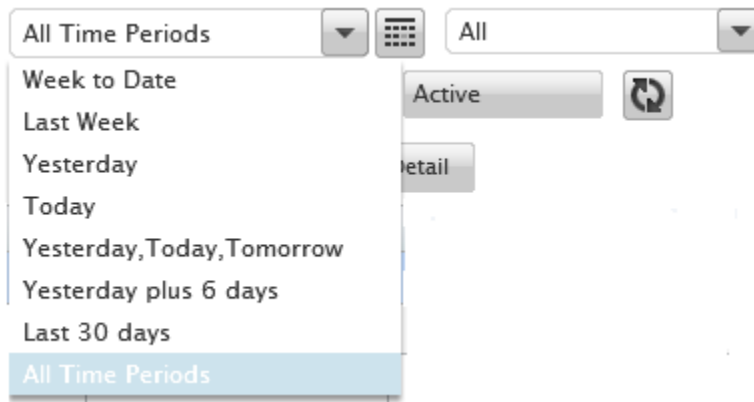 All Time Periods
All
Week to Date
Active
Last Week
Yesterday
Today
Yesterday,Today,Tomorrow
Yesterday plus 6 days
Last 30 days
All Time Periods